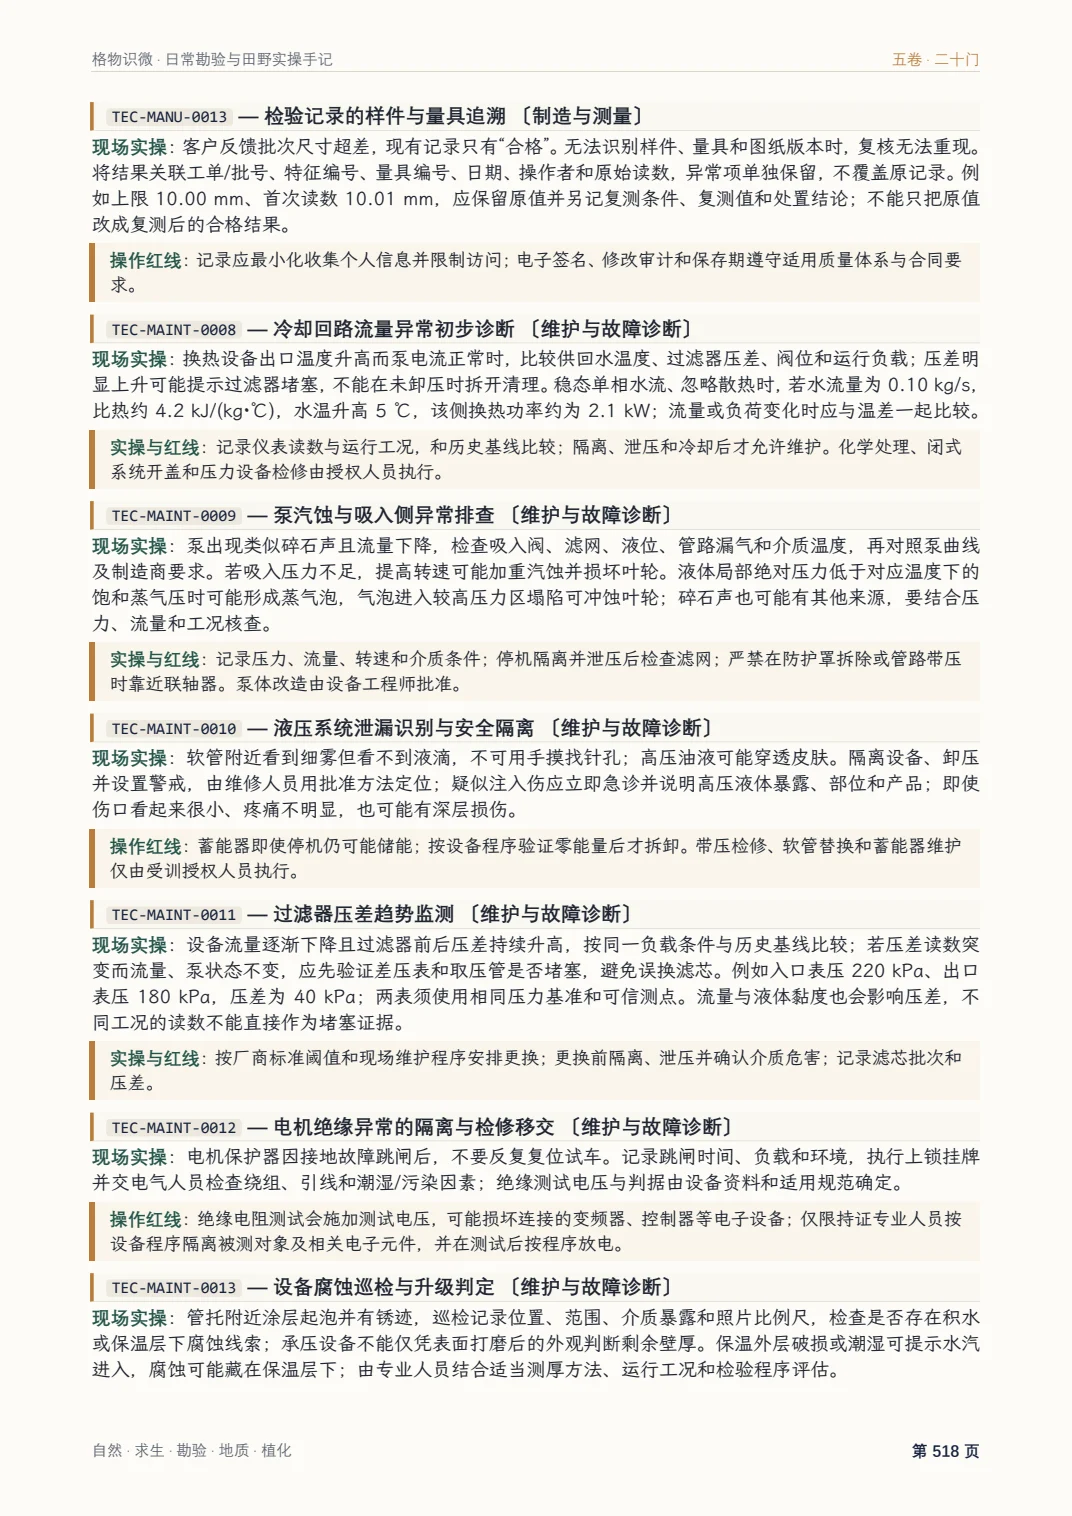 格物识微 · 日常勘验与田野实操手记
五卷 · 二十门
TEC-MANU-0013 — 检验记录的样件与量具追溯 〔制造与测量〕
现场实操：客户反馈批次尺寸超差，现有记录只有“合格”。无法识别样件、量具和图纸版本时，复核无法重现。
将结果关联工单/批号、特征编号、量具编号、日期、操作者和原始读数，异常项单独保留，不覆盖原记录。例
如上限 10.00 mm、首次读数 10.01 mm，应保留原值并另记复测条件、复测值和处置结论；不能只把原值
改成复测后的合格结果。
操作红线：记录应最小化收集个人信息并限制访问；电子签名、修改审计和保存期遵守适用质量体系与合同要
求。
TEC-MAINT-0008 — 冷却回路流量异常初步诊断 〔维护与故障诊断〕
现场实操：换热设备出口温度升高而泵电流正常时，比较供回水温度、过滤器压差、阀位和运行负载；压差明
显上升可能提示过滤器堵塞，不能在未卸压时拆开清理。稳态单相水流、忽略散热时，若水流量为 0.10 kg/s，
比热约 4.2 kJ/(kg•℃)，水温升高 5 ℃，该侧换热功率约为 2.1 kW；流量或负荷变化时应与温差一起比较。
实操与红线：记录仪表读数与运行工况，和历史基线比较；隔离、泄压和冷却后才允许维护。化学处理、闭式
系统开盖和压力设备检修由授权人员执行。
TEC-MAINT-0009 — 泵汽蚀与吸入侧异常排查 〔维护与故障诊断〕
现场实操：泵出现类似碎石声且流量下降，检查吸入阀、滤网、液位、管路漏气和介质温度，再对照泵曲线
及制造商要求。若吸入压力不足，提高转速可能加重汽蚀并损坏叶轮。液体局部绝对压力低于对应温度下的
饱和蒸气压时可能形成蒸气泡，气泡进入较高压力区塌陷可冲蚀叶轮；碎石声也可能有其他来源，要结合压
力、流量和工况核查。
实操与红线：记录压力、流量、转速和介质条件；停机隔离并泄压后检查滤网；严禁在防护罩拆除或管路带压
时靠近联轴器。泵体改造由设备工程师批准。
TEC-MAINT-0010 — 液压系统泄漏识别与安全隔离 〔维护与故障诊断〕
现场实操：软管附近看到细雾但看不到液滴，不可用手摸找针孔；高压油液可能穿透皮肤。隔离设备、卸压
并设置警戒，由维修人员用批准方法定位；疑似注入伤应立即急诊并说明高压液体暴露、部位和产品；即使
伤口看起来很小、疼痛不明显，也可能有深层损伤。
操作红线：蓄能器即使停机仍可能储能；按设备程序验证零能量后才拆卸。带压检修、软管替换和蓄能器维护
仅由受训授权人员执行。
TEC-MAINT-0011 — 过滤器压差趋势监测 〔维护与故障诊断〕
现场实操：设备流量逐渐下降且过滤器前后压差持续升高，按同一负载条件与历史基线比较；若压差读数突
变而流量、泵状态不变，应先验证差压表和取压管是否堵塞，避免误换滤芯。例如入口表压 220 kPa、出口
表压 180 kPa，压差为 40 kPa；两表须使用相同压力基准和可信测点。流量与液体黏度也会影响压差，不
同工况的读数不能直接作为堵塞证据。
实操与红线：按厂商标准阈值和现场维护程序安排更换；更换前隔离、泄压并确认介质危害；记录滤芯批次和
压差。
TEC-MAINT-0012 — 电机绝缘异常的隔离与检修移交 〔维护与故障诊断〕
现场实操：电机保护器因接地故障跳闸后，不要反复复位试车。记录跳闸时间、负载和环境，执行上锁挂牌
并交电气人员检查绕组、引线和潮湿/污染因素；绝缘测试电压与判据由设备资料和适用规范确定。
操作红线：绝缘电阻测试会施加测试电压，可能损坏连接的变频器、控制器等电子设备；仅限持证专业人员按
设备程序隔离被测对象及相关电子元件，并在测试后按程序放电。
TEC-MAINT-0013 — 设备腐蚀巡检与升级判定 〔维护与故障诊断〕
现场实操：管托附近涂层起泡并有锈迹，巡检记录位置、范围、介质暴露和照片比例尺，检查是否存在积水
或保温层下腐蚀线索；承压设备不能仅凭表面打磨后的外观判断剩余壁厚。保温外层破损或潮湿可提示水汽
进入，腐蚀可能藏在保温层下；由专业人员结合适当测厚方法、运行工况和检验程序评估。
自然 · 求生 · 勘验 · 地质 · 植化
第 518 页